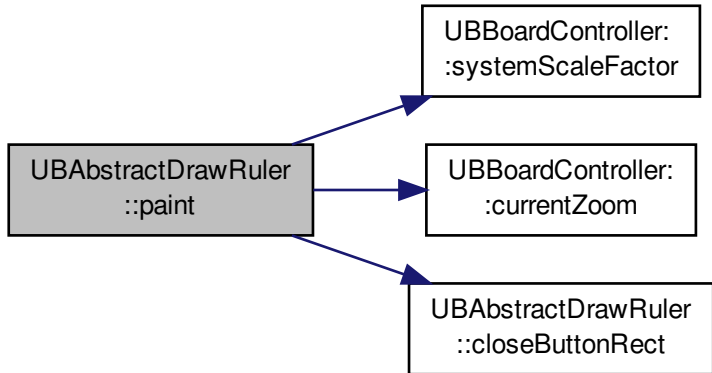 UBBoardController:
:systemScaleFactor
UBAbstractDrawRuler
::paint
UBBoardController:
:currentZoom
UBAbstractDrawRuler
::closeButtonRect